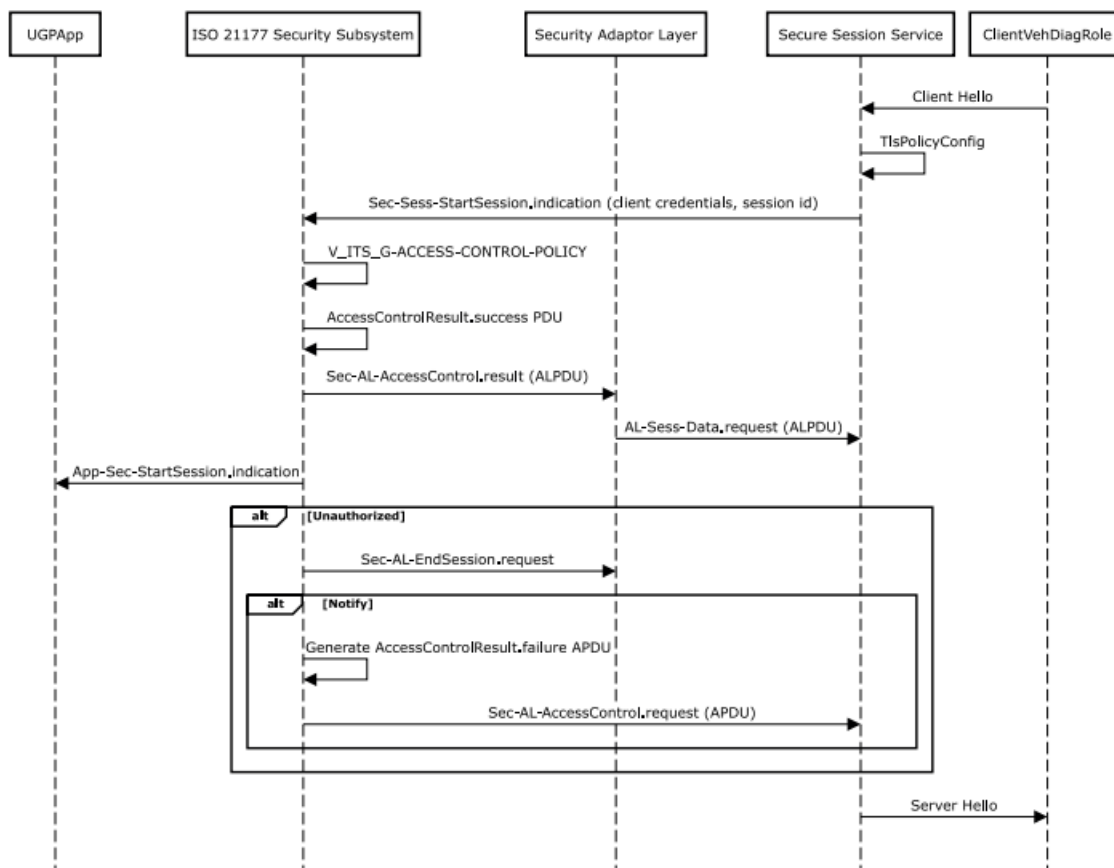 UGPApp
ISO 21177 Security Subsystem
Security Adaptor Layer
Secure Session Service
ClientVehDiagRole
Client Hello
TlsPolicyConfig
Sec-Sess-StartSession.indication (client credentials, session id)
V_ITS_G-ACCESS-CONTROL-POLICY
AccessControlResult.success PDU
Sec-AL-AccessControl.result (ALPDU)
AL-Sess-Data.request (ALPDU)
App-Sec-StartSession.indication
alt [Unauthorized]
Sec-AL-EndSession.request
alt [Notify]
Generate AccessControlResult.failure APDU
Sec-AL-AccessControl.request (APDU)
Server Hello